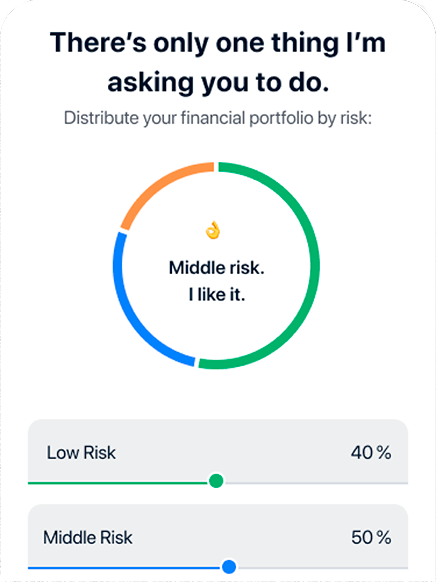 There’s only one thing I’m
asking you to do.
Distribute your financial portfolio by risk:
👌
Middle risk.
I like it.
Low Risk 40 %
Middle Risk 50 %